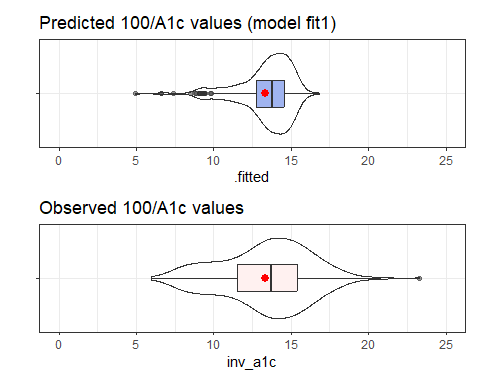 Predicted 100/A1c values (model fit1)
0 5 10 15 20 25
.fitted
Observed 100/A1c values
0 5 10 15 20 25
inv_a1c